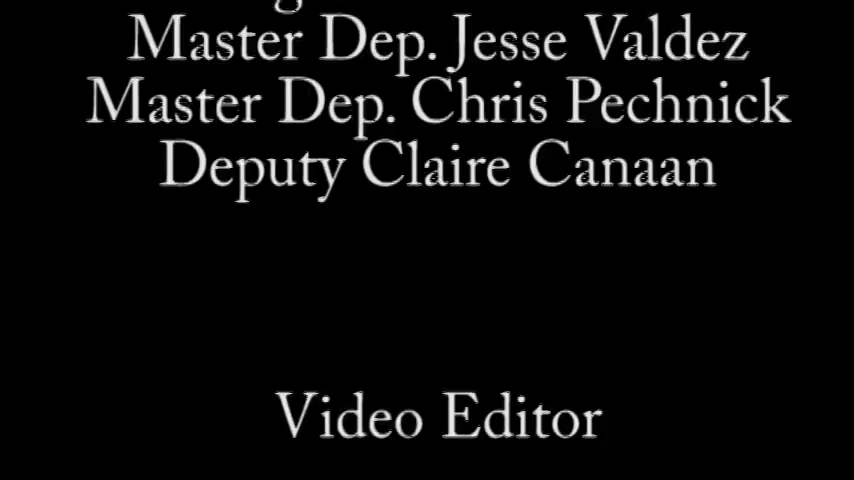 Master Dep. Jesse Valdez
Master Dep. Chris Pechnick
Deputy Claire Canaan
Video Editor